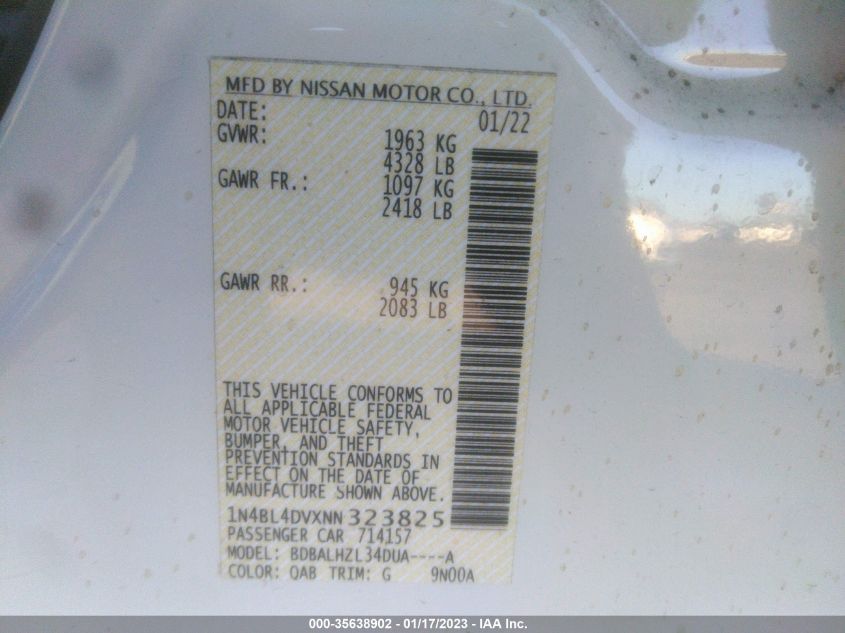 MFD BY NISSAN MOTOR CO., LTD.
DATE: 01/22
GVWR: 1963 KG
4328 LB
GAWR FR.: 1097 KG
2418 LB
GAWR RR.: 945 KG
2083 LB
THIS VEHICLE CONFORMS TO
ALL APPLICABLE FEDERAL
MOTOR VEHICLE SAFETY,
BUMPER, AND THEFT
PREVENTION STANDARDS IN
EFFECT ON THE DATE OF
MANUFACTURE SHOWN ABOVE.
1N4BL4DVXNN323825
PASSENGER CAR 714157
MODEL: BDBALHZL34DUA----A
COLOR: QAB TRIM: G 9N00A
000-35638902 - 01/17/2023 - IAA Inc.